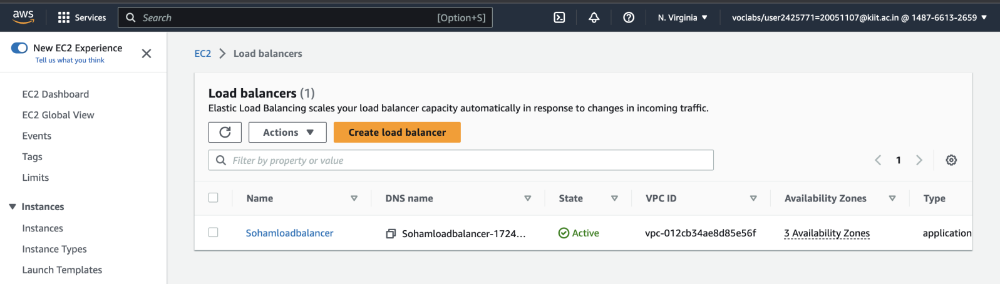 aws
Services
Search
[Option+S]
N. Virginia
voclabs/user2425771=20051107@kiit.ac.in @ 1487-6613-2659
New EC2 Experience
Tell us what you think
EC2 Dashboard
EC2 Global View
Events
Tags
Limits
Instances
Instances
Instance Types
Launch Templates
EC2 > Load balancers
Load balancers (1)
Elastic Load Balancing scales your load balancer capacity automatically in response to changes in incoming traffic.
Actions
Create load balancer
Filter by property or value
1
Name DNS name State VPC ID Availability Zones Type
Sohamloadbalancer Sohamloadbalancer-1724... Active vpc-012cb34ae8d85e56f 3 Availability Zones application